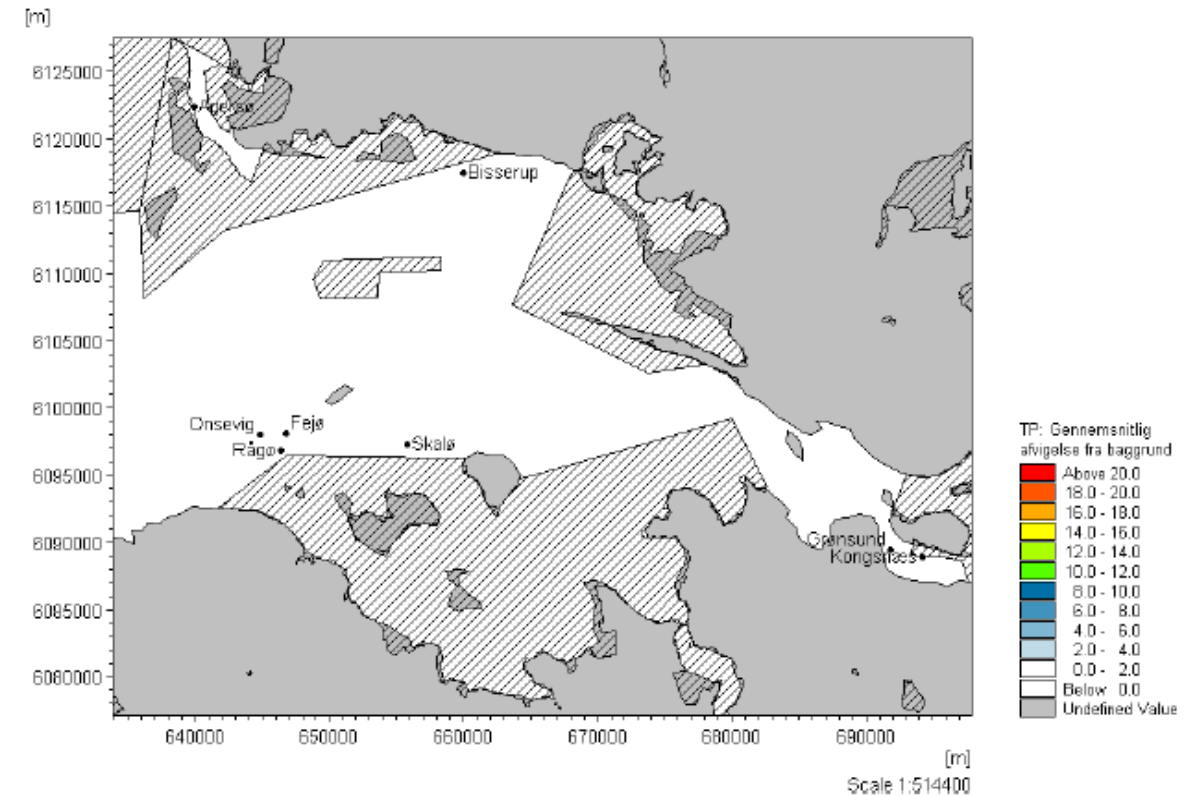 [m]
6125000
6120000
6115000
6110000
6105000
6100000
6095000
6090000
6085000
6080000
Agersø
Bisserup
Onsevig
Fejø
Rågø
Skalø
Grønsund
Kongsnæs
640000
650000
660000
670000
680000
690000
[m]
Scale 1:514400
TP: Gennemsnitlig
afvigelse fra baggrund
Above 20.0
18.0 - 20.0
16.0 - 18.0
14.0 - 16.0
12.0 - 14.0
10.0 - 12.0
8.0 - 10.0
6.0 - 8.0
4.0 - 6.0
2.0 - 4.0
0.0 - 2.0
Below 0.0
Undefined Value